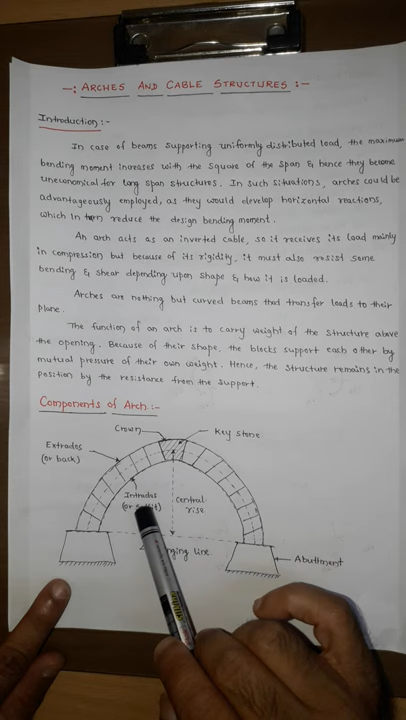 -: ARCHES AND CABLE STRUCTURES :-
Introduction :-
In case of beams supporting uniformly distributed load, the maximum
bending moment increases with the square of the span & hence they become
uneconomical for long span structures. In such situations, arches could be
advantageously employed, as they would develop horizontal reactions,
which In turn reduce the design bending moment.
An arch acts as an inverted cable, so it receives its load mainly
in compression but because of its rigidity, it must also resist some
bending & shear depending upon shape & how it is loaded.
Arches are nothing but curved beams that transfer loads to their
plane.
The function of an arch is to carry weight of the structure above
the opening. Because of their shape, the blocks support each other by
mutual pressure of their own weight. Hence, the structure remains in the
position by the resistance from the support.
Components of Arch :-
Crown
Key stone
Extrados
(or back)
Intrados
(or
Central
rise
line
Abuttment